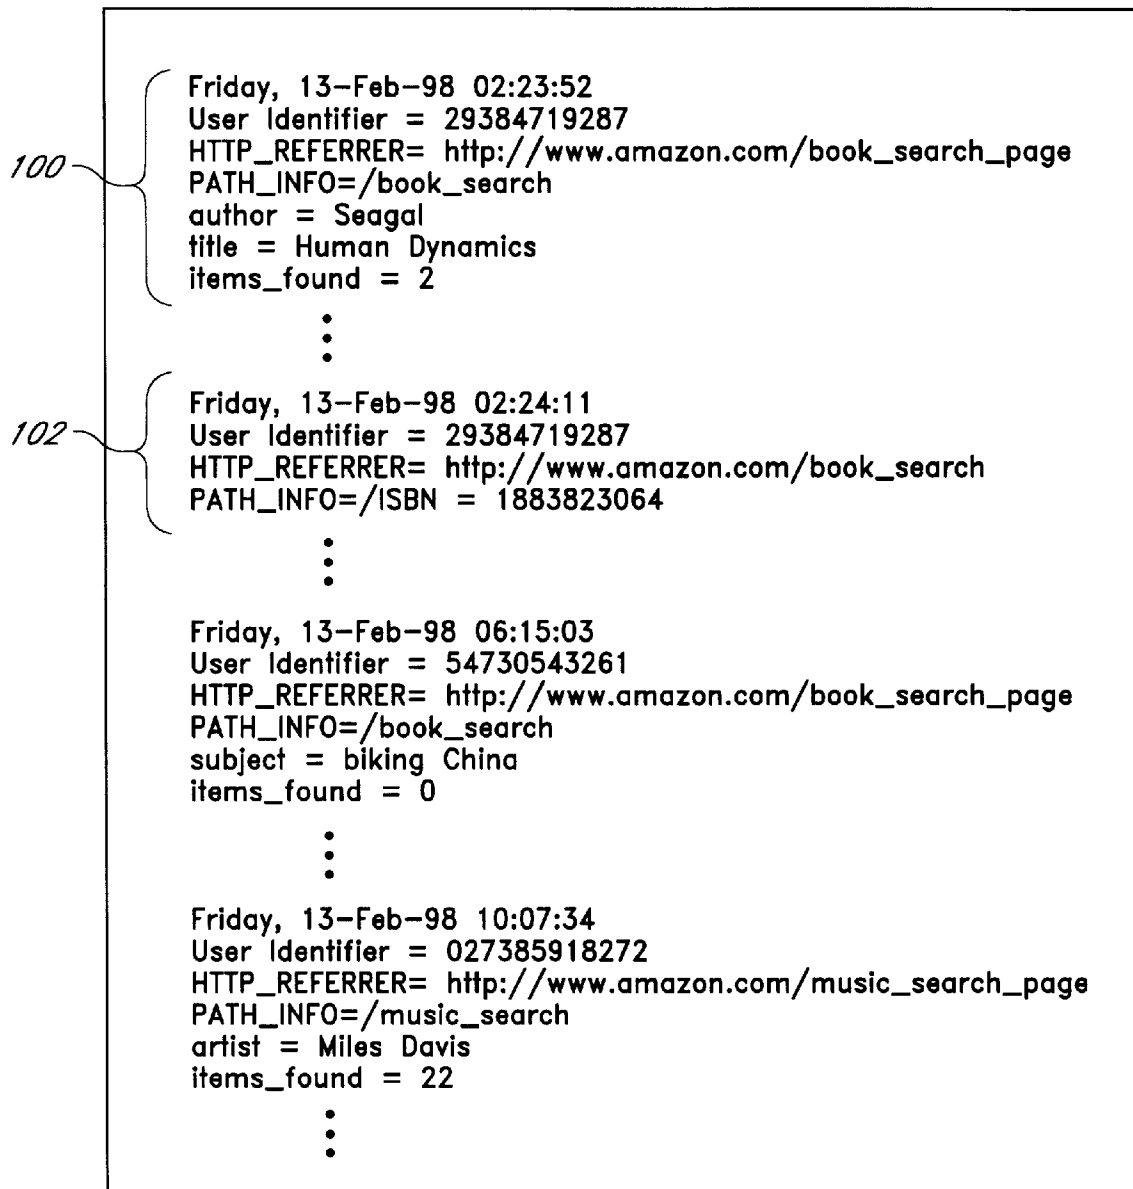 Friday, 13-Feb-98 02:23:52
User Identifier = 29384719287
100
HTTP_REFERRER= http://www.amazon.com/book_search_page
PATH_INFO=/book_search
author = Seagal
title = Human Dynamics
items_found = 2
Friday, 13-Feb-98 02:24:11
102
User Identifier = 29384719287
HTTP_REFERRER= http://www.amazon.com/book_search
PATH_INFO=/ISBN = 1883823064
Friday, 13-Feb-98 06:15:03
User Identifier = 54730543261
HTTP_REFERRER= http://www.amazon.com/book_search_page
PATH_INFO=/book_search
subject = biking China
items_found = 0
Friday, 13-Feb-98 10:07:34
User Identifier = 027385918272
HTTP_REFERRER= http://www.amazon.com/music_search_page
PATH_INFO=/music_search
artist = Miles Davis
items_found = 22